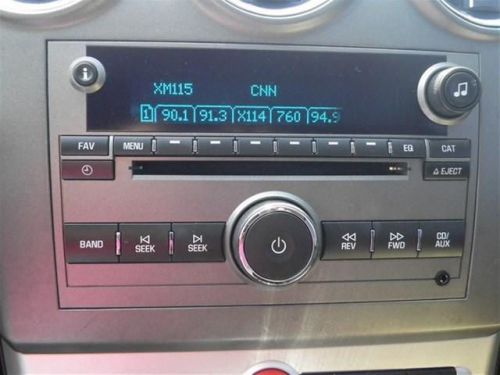 i
XM115 CNN
1 90.1 91.3 X114 760 94.9
FAV MENU EQ CAT
EJECT
BAND SEEK SEEK REV FWD CD/AUX